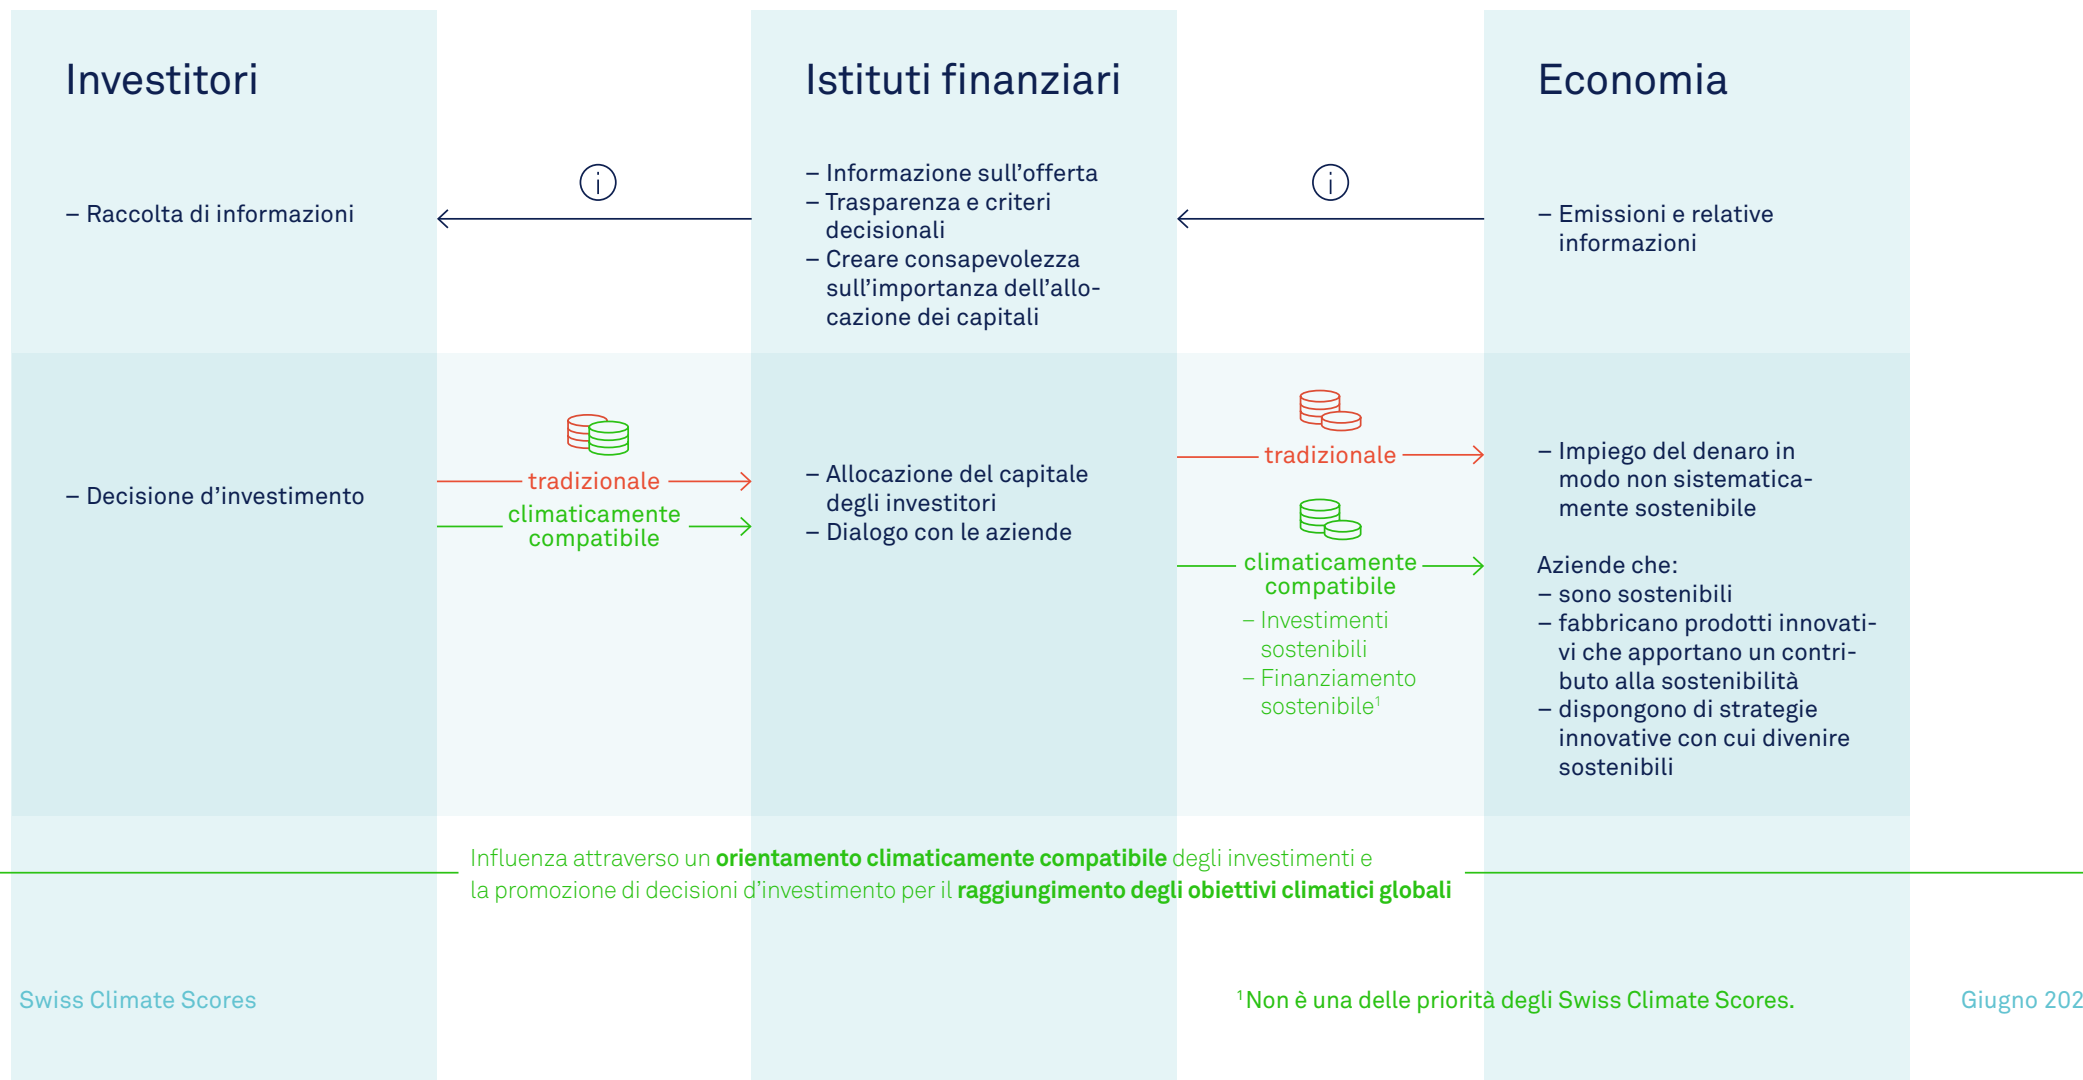 Investitori
Istituti finanziari
Economia
– Raccolta di informazioni
– Informazione sull’offerta
– Trasparenza e criteri
decisionali
– Creare consapevolezza
sull’importanza dell’allo-
cazione dei capitali
– Emissioni e relative
informazioni
– Decisione d’investimento
tradizionale
climaticamente
compatibile
– Allocazione del capitale
degli investitori
– Dialogo con le aziende
tradizionale
climaticamente
compatibile
– Investimenti
sostenibili
– Finanziamento
sostenibile¹
– Impiego del denaro in
modo non sistematica-
mente sostenibile
Aziende che:
– sono sostenibili
– fabbricano prodotti innovati-
vi che apportano un contri-
buto alla sostenibilità
– dispongono di strategie
innovative con cui divenire
sostenibili
Influenza attraverso un orientamento climaticamente compatibile degli investimenti e
la promozione di decisioni d’investimento per il raggiungimento degli obiettivi climatici globali
Swiss Climate Scores
¹ Non è una delle priorità degli Swiss Climate Scores.
Giugno 202